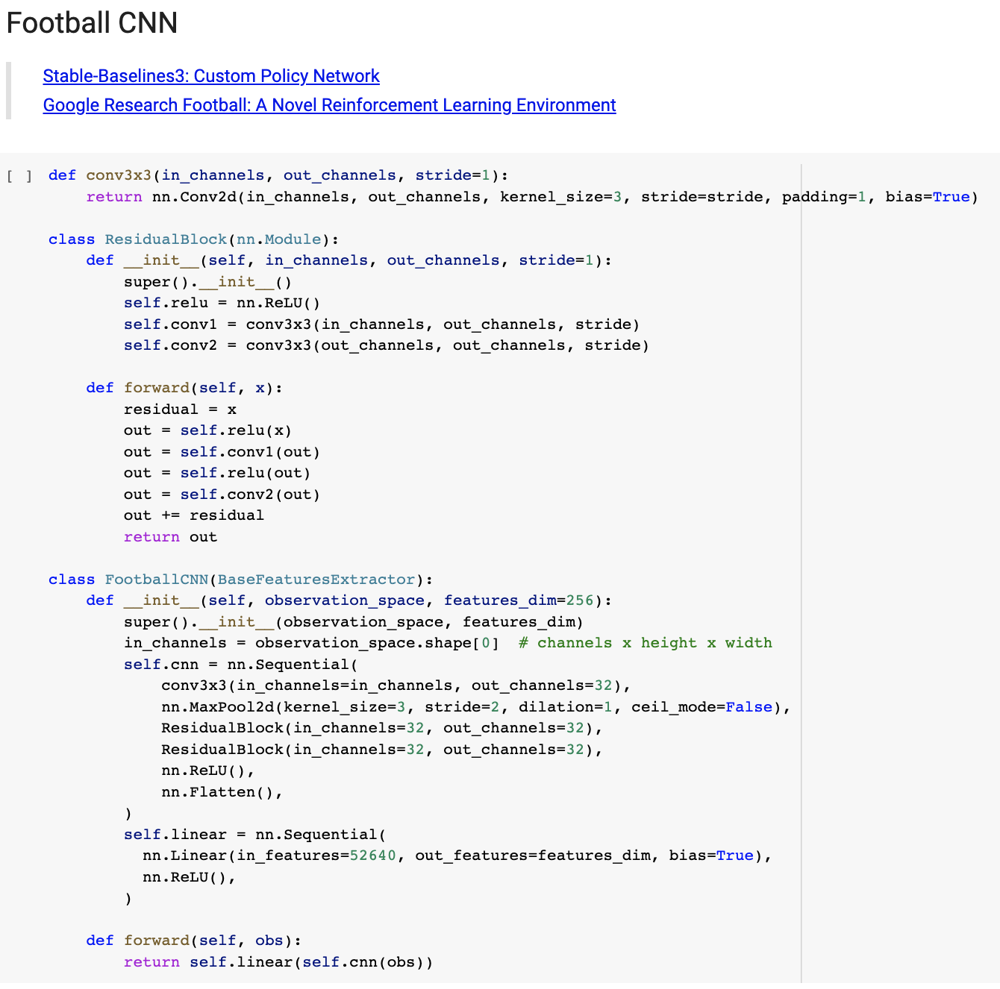 Football CNN
Stable-Baselines3: Custom Policy Network
Google Research Football: A Novel Reinforcement Learning Environment
[ ] def conv3x3(in_channels, out_channels, stride=1):
    return nn.Conv2d(in_channels, out_channels, kernel_size=3, stride=stride, padding=1, bias=True)
class ResidualBlock(nn.Module):
    def __init__(self, in_channels, out_channels, stride=1):
        super().__init__()
        self.relu = nn.ReLU()
        self.conv1 = conv3x3(in_channels, out_channels, stride)
        self.conv2 = conv3x3(out_channels, out_channels, stride)
    def forward(self, x):
        residual = x
        out = self.relu(x)
        out = self.conv1(out)
        out = self.relu(out)
        out = self.conv2(out)
        out += residual
        return out
class FootballCNN(BaseFeaturesExtractor):
    def __init__(self, observation_space, features_dim=256):
        super().__init__(observation_space, features_dim)
        in_channels = observation_space.shape[0]  # channels x height x width
        self.cnn = nn.Sequential(
            conv3x3(in_channels=in_channels, out_channels=32),
            nn.MaxPool2d(kernel_size=3, stride=2, dilation=1, ceil_mode=False),
            ResidualBlock(in_channels=32, out_channels=32),
            ResidualBlock(in_channels=32, out_channels=32),
            nn.ReLU(),
            nn.Flatten(),
        )
        self.linear = nn.Sequential(
          nn.Linear(in_features=52640, out_features=features_dim, bias=True),
          nn.ReLU(),
        )
    def forward(self, obs):
        return self.linear(self.cnn(obs))